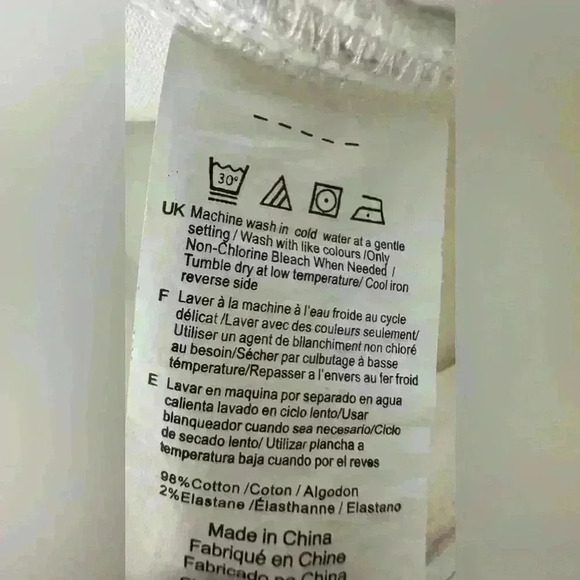 30°
UK Machine wash in cold water at a gentle
setting / Wash with like colours /Only
Non-Chlorine Bleach When Needed /
Tumble dry at low temperature/ Cool iron
reverse side
F Laver à la machine à l'eau froide au cycle
délicat /Laver avec des couleurs seulement/
Utiliser un agent de bllanchiment non chloré
au besoin/Sécher par culbutage à basse
témpérature/Repasser a l'envers au fer froid
E Lavar en maquina por separado en agua
calienta lavado en ciclo lento/Usar
blanqueador cuando sea necesario/Ciclo
de secado lento/ Utilizar plancha a
temperatura baja cuando por el reves
98%Cotton /Coton / Algodon
2%Elastane /Élasthanne / Elastano
Made in China
Fabriqué en Chine
Fabricado China